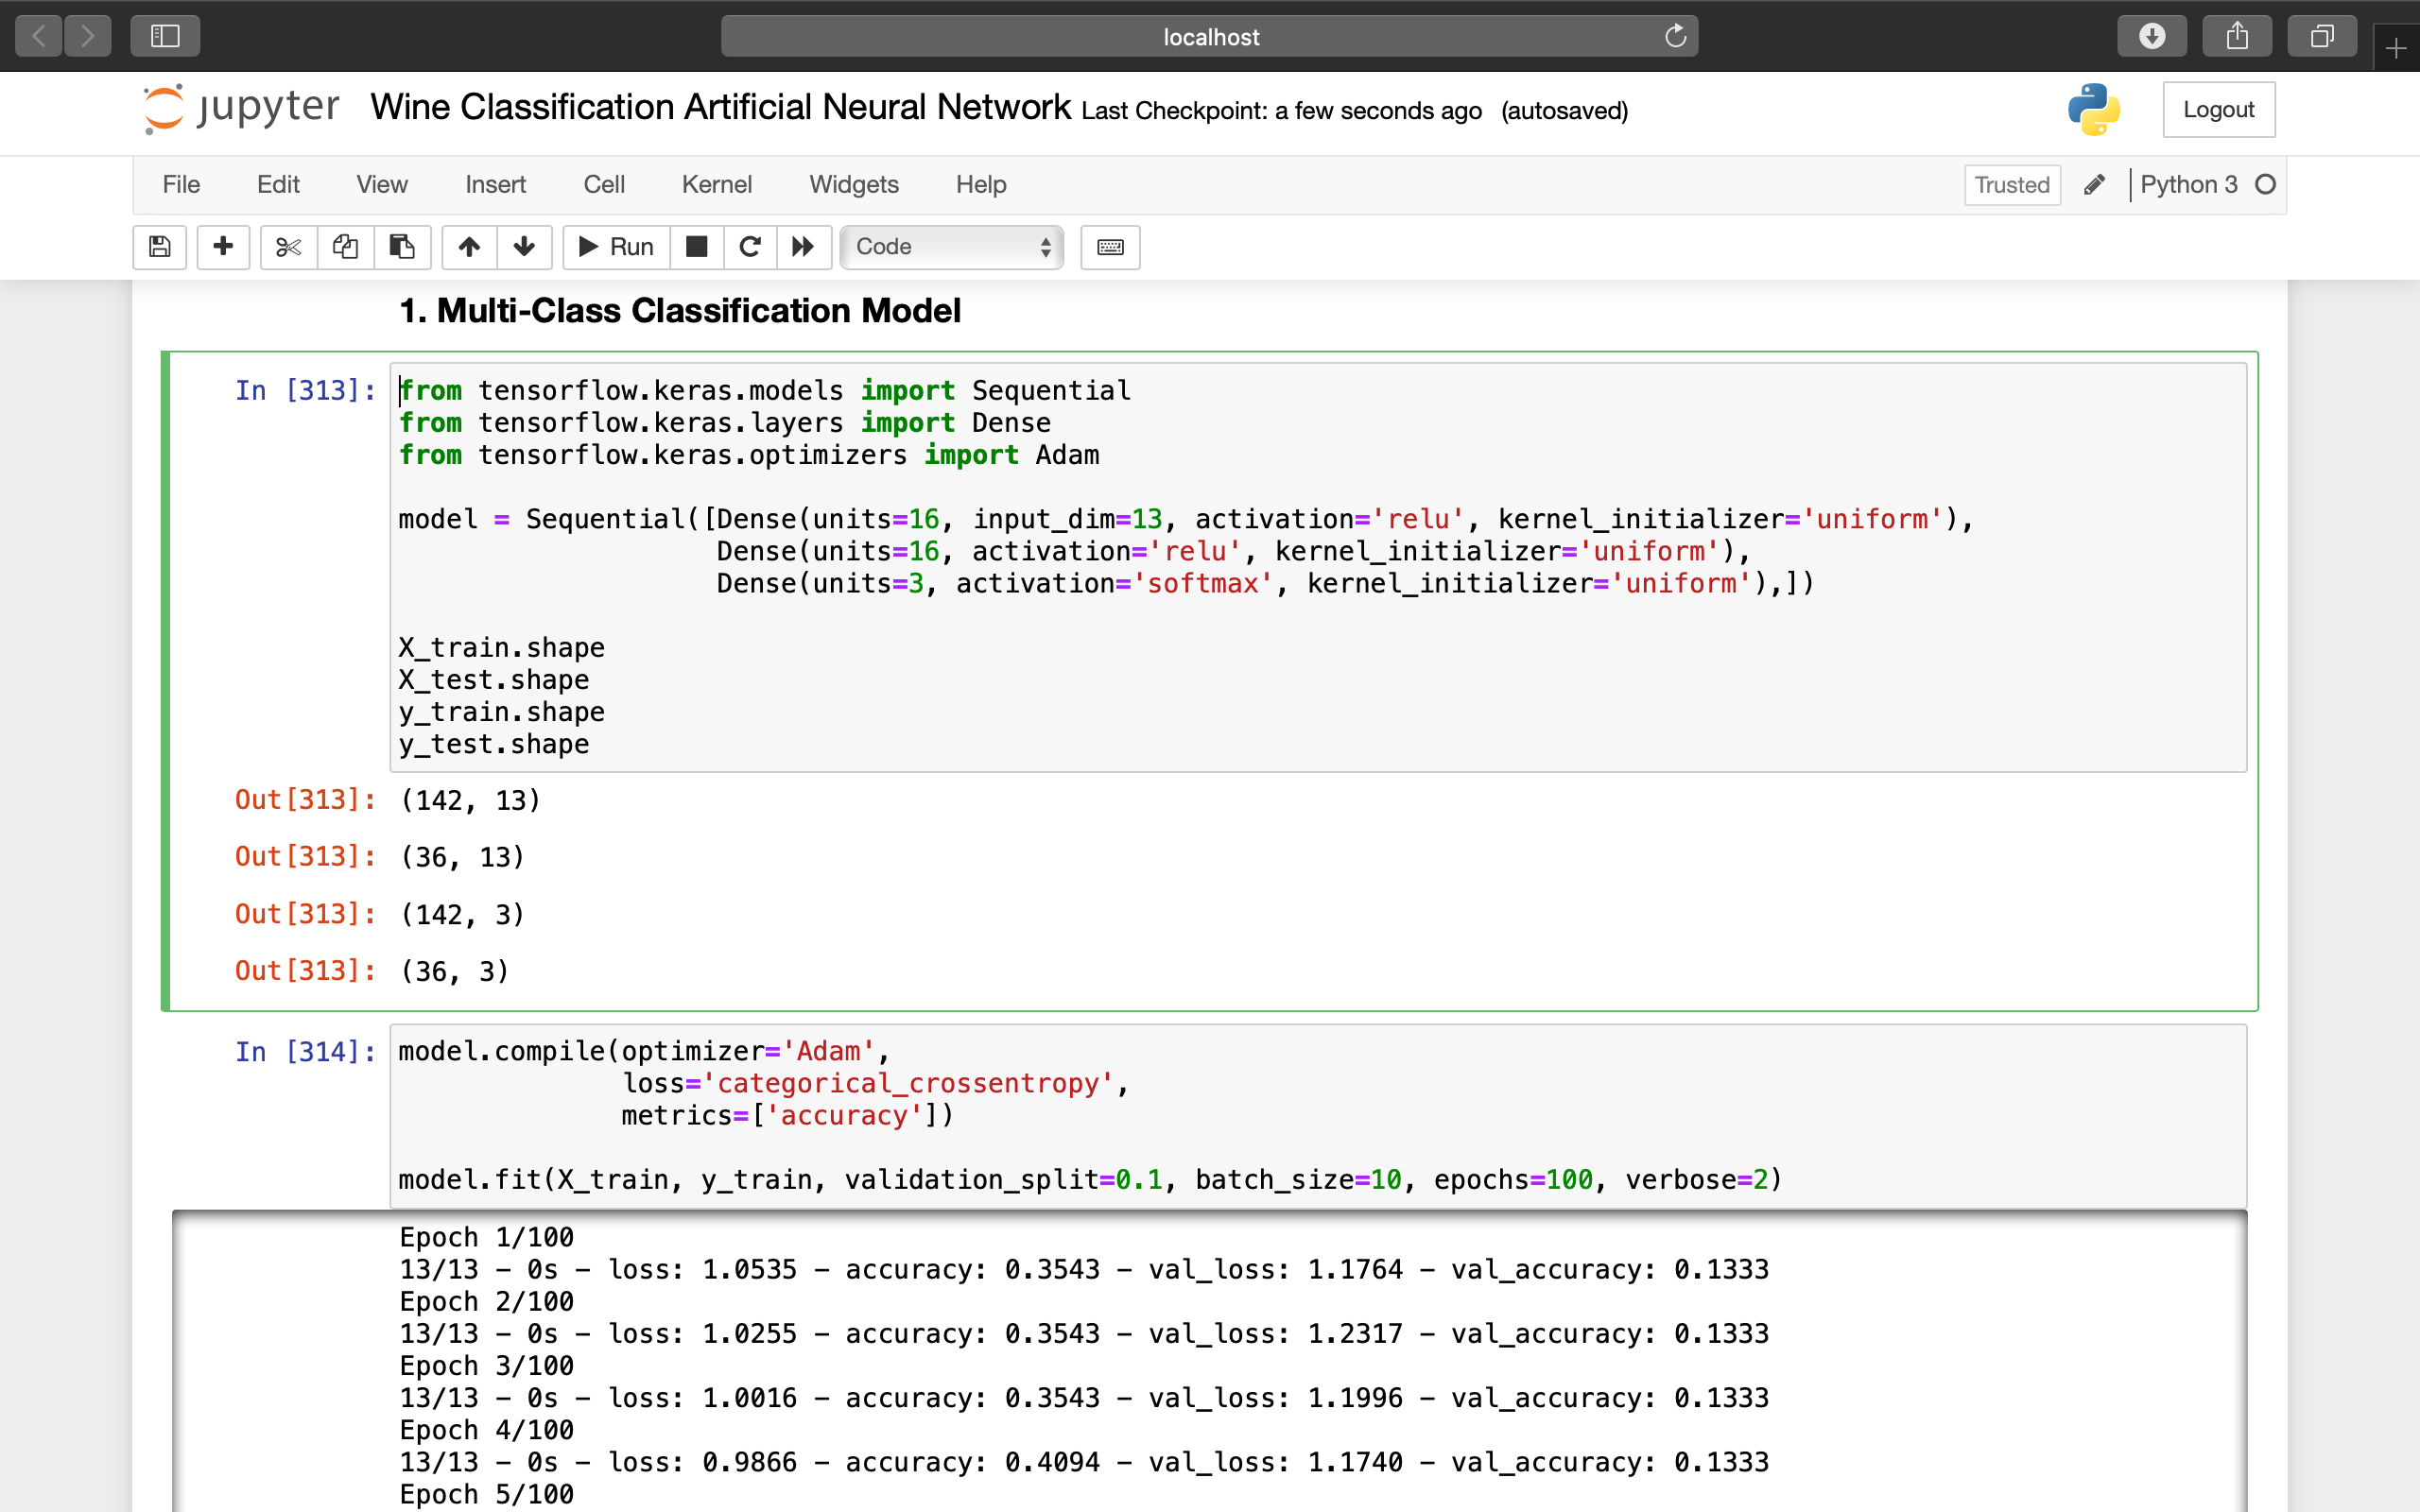 localhost
jupyter Wine Classification Artificial Neural Network Last Checkpoint: a few seconds ago (autosaved)
Logout
File Edit View Insert Cell Kernel Widgets Help
Trusted
Python 3
Run
Code
1. Multi-Class Classification Model
In [313]:
from tensorflow.keras.models import Sequential
from tensorflow.keras.layers import Dense
from tensorflow.keras.optimizers import Adam
model = Sequential([Dense(units=16, input_dim=13, activation='relu', kernel_initializer='uniform'),
Dense(units=16, activation='relu', kernel_initializer='uniform'),
Dense(units=3, activation='softmax', kernel_initializer='uniform'),])
X_train.shape
X_test.shape
y_train.shape
y_test.shape
Out[313]: (142, 13)
Out[313]: (36, 13)
Out[313]: (142, 3)
Out[313]: (36, 3)
In [314]:
model.compile(optimizer='Adam',
loss='categorical_crossentropy',
metrics=['accuracy'])
model.fit(X_train, y_train, validation_split=0.1, batch_size=10, epochs=100, verbose=2)
Epoch 1/100
13/13 - 0s - loss: 1.0535 - accuracy: 0.3543 - val_loss: 1.1764 - val_accuracy: 0.1333
Epoch 2/100
13/13 - 0s - loss: 1.0255 - accuracy: 0.3543 - val_loss: 1.2317 - val_accuracy: 0.1333
Epoch 3/100
13/13 - 0s - loss: 1.0016 - accuracy: 0.3543 - val_loss: 1.1996 - val_accuracy: 0.1333
Epoch 4/100
13/13 - 0s - loss: 0.9866 - accuracy: 0.4094 - val_loss: 1.1740 - val_accuracy: 0.1333
Epoch 5/100